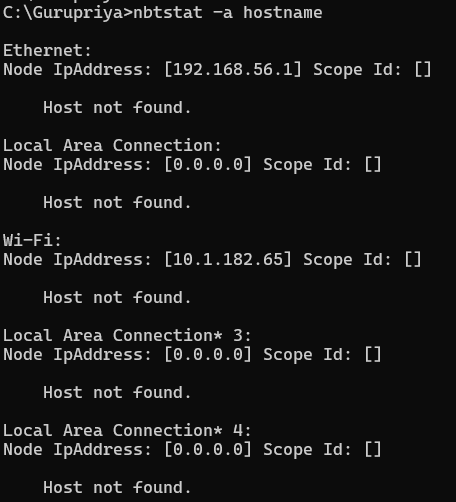 C:\Gurupriya>nbtstat -a hostname
Ethernet:
Node IpAddress: [192.168.56.1] Scope Id: []
Host not found.
Local Area Connection:
Node IpAddress: [0.0.0.0] Scope Id: []
Host not found.
Wi-Fi:
Node IpAddress: [10.1.182.65] Scope Id: []
Host not found.
Local Area Connection* 3:
Node IpAddress: [0.0.0.0] Scope Id: []
Host not found.
Local Area Connection* 4:
Node IpAddress: [0.0.0.0] Scope Id: []
Host not found.